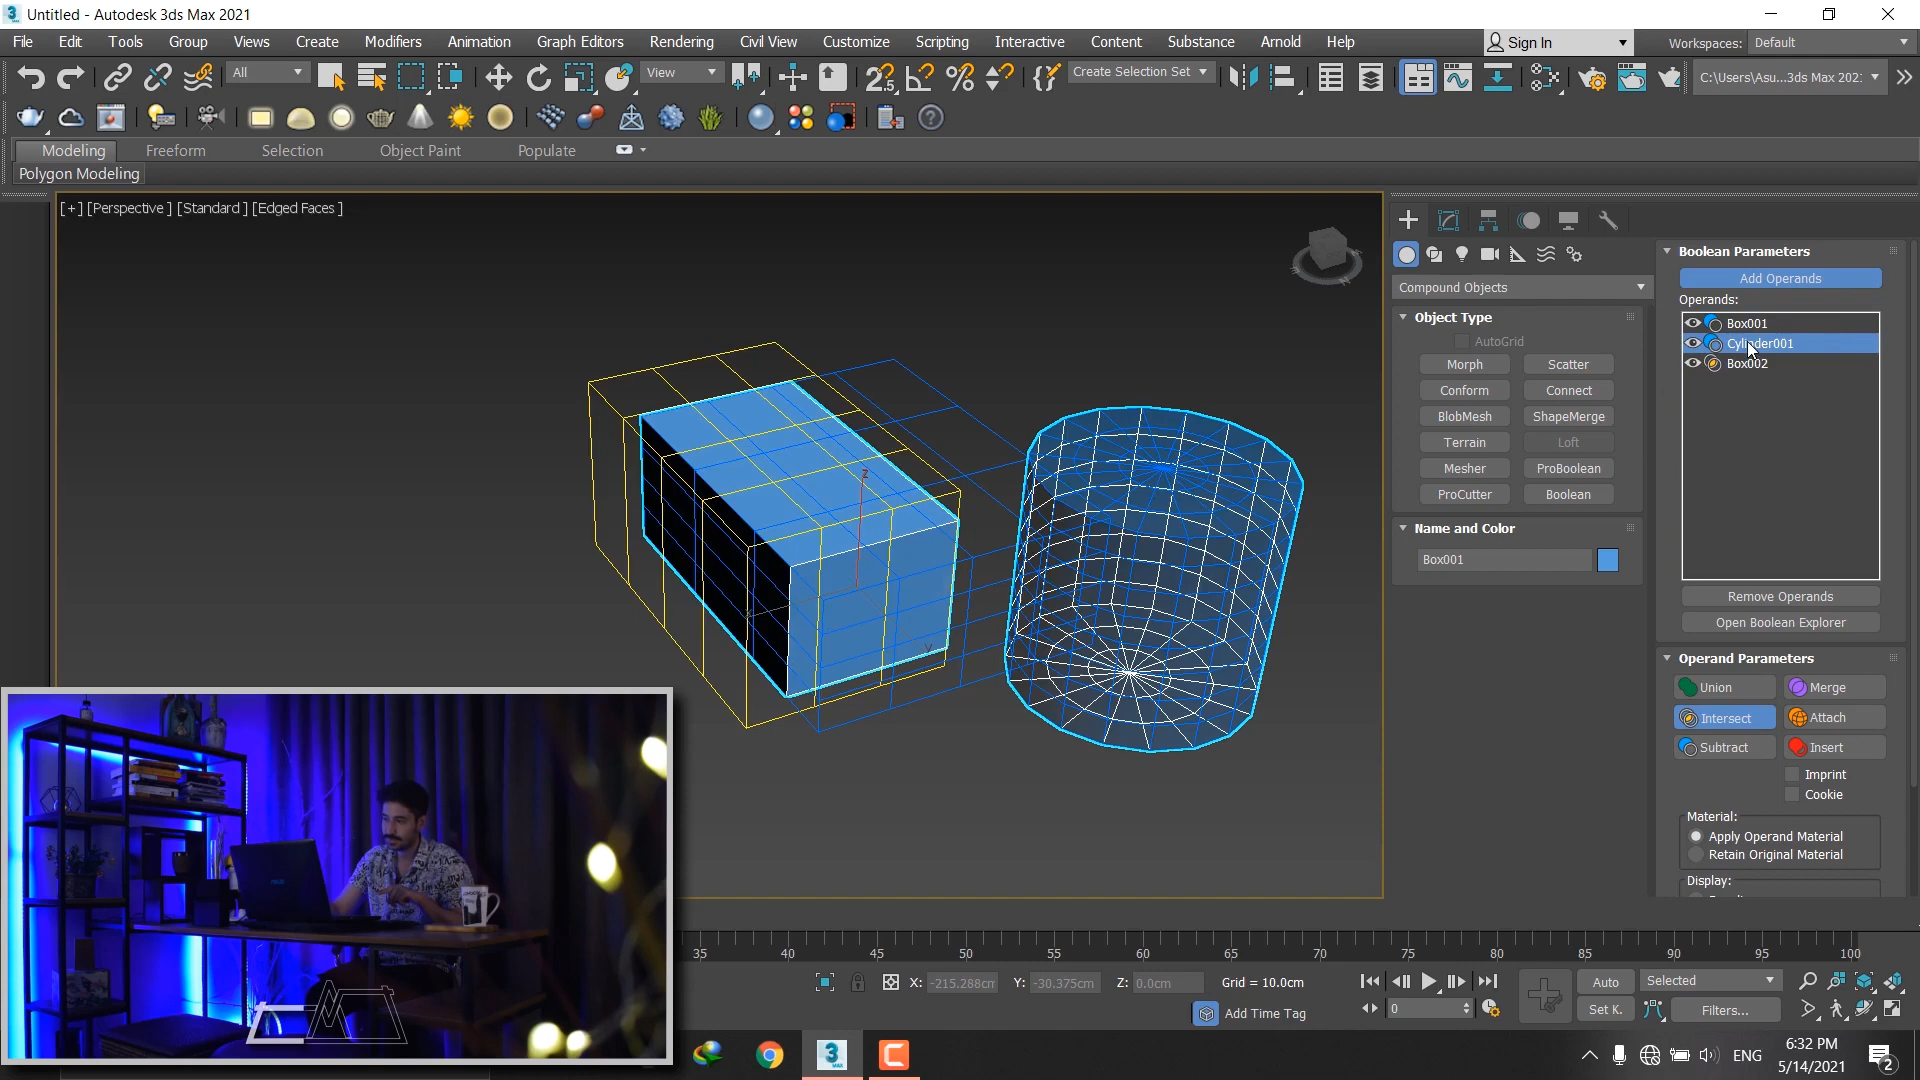 Untitled - Autodesk 3ds Max 2021
File Edit Tools Group Views Create Modifiers Animation Graph Editors Rendering Civil View Customize Scripting Interactive Content Substance Arnold Help
Sign In
Workspaces: Default
All
View
Create Selection Set
C:\Users\Asu...3ds Max 202:
Modeling Freeform Selection Object Paint Populate
Polygon Modeling
[+] [Perspective] [Standard] [Edged Faces]
Compound Objects
Object Type
AutoGrid
Morph Scatter
Conform Connect
BlobMesh ShapeMerge
Terrain Loft
Mesher ProBoolean
ProCutter Boolean
Name and Color
Box001
Boolean Parameters
Add Operands
Operands:
Box001
Cylinder001
Box002
Remove Operands
Open Boolean Explorer
Operand Parameters
Union Merge
Intersect Attach
Subtract Insert
Imprint
Cookie
Material:
Apply Operand Material
Retain Original Material
Display:
Z
35 40 45 50 55 60 65 70 75 80 85 90 95 100
X: -215.288cm Y: -30.375cm Z: 0.0cm Grid = 10.0cm
Add Time Tag
0
Auto Selected
Set K. Filters...
ENG
6:32 PM
5/14/2021
2